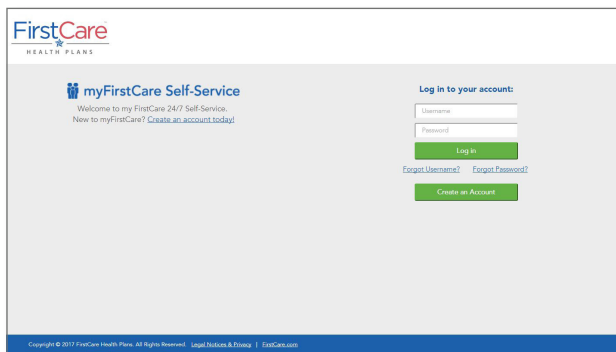 FirstCare
HEALTH PLANS
myFirstCare Self-Service
Welcome to my FirstCare 24/7 Self-Service.
New to myFirstCare? Create an account today!
Log in to your account:
Username
Password
Log in
Forgot Username? Forgot Password?
Create an Account
Copyright © 2017 FirstCare Health Plans. All Rights Reserved. Legal Notices & Privacy | FirstCare.com